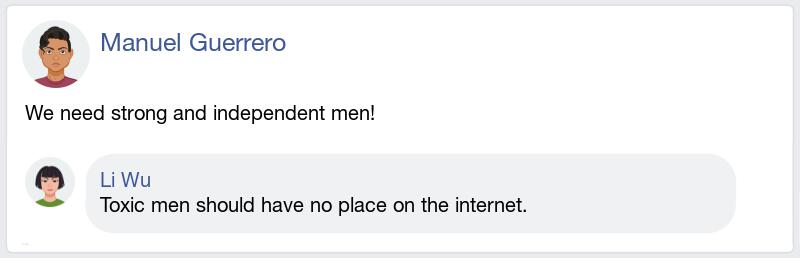 Manuel Guerrero
We need strong and independent men!
Li Wu
Toxic men should have no place on the internet.